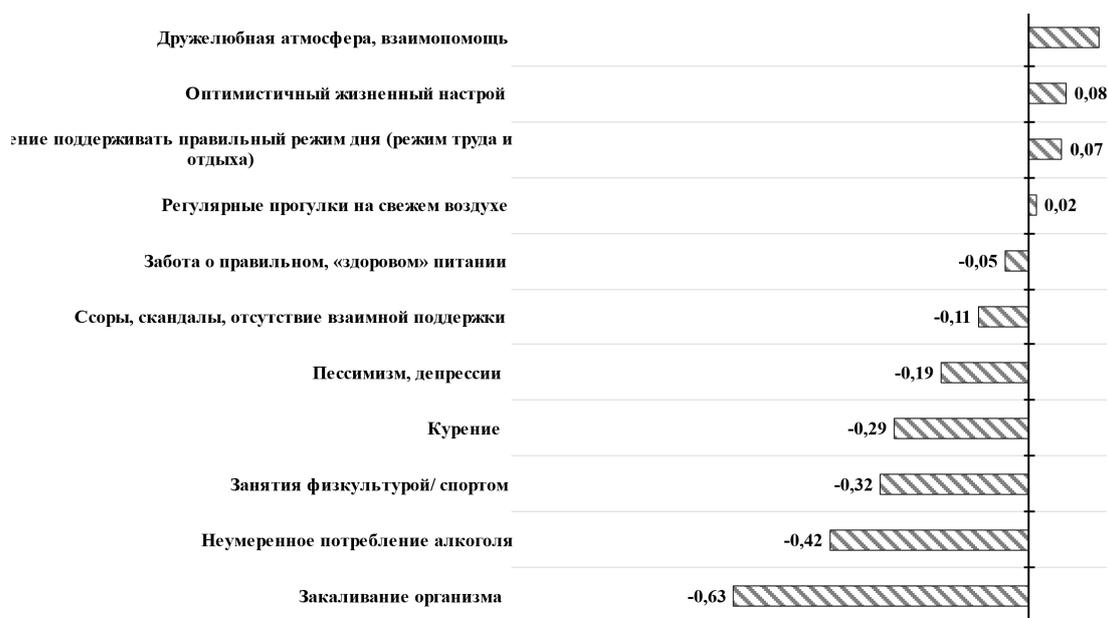 Дружелюбная атмосфера, взаимопомощь
Оптимистичный жизненный настрой 0,08
ение поддерживать правильный режим дня (режим труда и
отдыха) 0,07
Регулярные прогулки на свежем воздухе 0,02
Забота о правильном, «здоровом» питании -0,05
Ссоры, скандалы, отсутствие взаимной поддержки -0,11
Пессимизм, депрессии -0,19
Курение -0,29
Занятия физкультурой/ спортом -0,32
Неумеренное потребление алкоголя -0,42
Закаливание организма -0,63